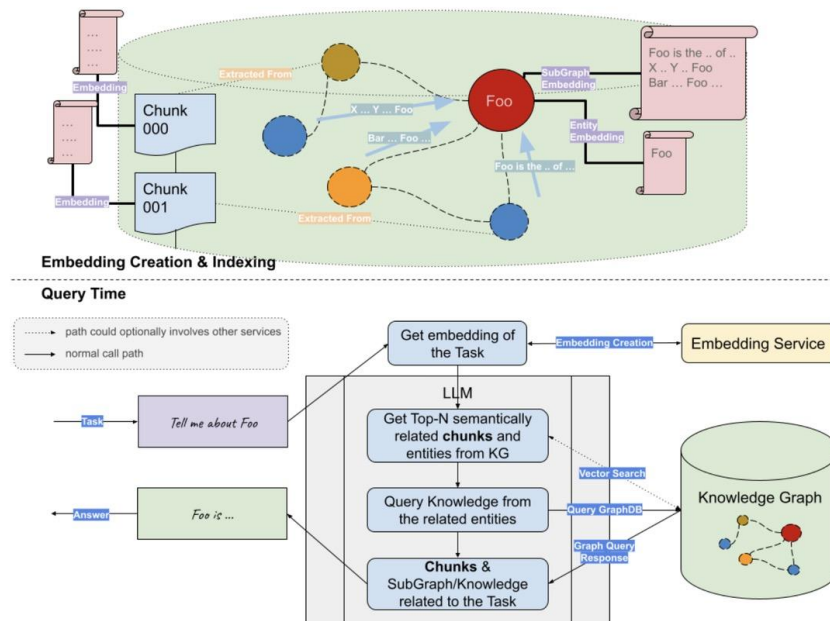 ...
....
...
Embedding
...
...
...
Embedding
Chunk
000
Chunk
001
Extracted From
X ... Y ... Foo
Bar ... Foo ...
Foo is the .. of ...
Extracted From
Foo
SubGraph
Embedding
Entity
Embedding
Foo is the .. of ..
X .. Y .. Foo
Bar ... Foo ...
Foo
Embedding Creation & Indexing
Query Time
path could optionally involves other services
normal call path
Get embedding of
the Task
Embedding Creation
Embedding Service
LLM
Task
Tell me about Foo
Get Top-N semantically
related chunks and
entities from KG
Vector Search
Knowledge Graph
Answer
Foo is ...
Query Knowledge from
the related entities
Query GraphDB
Graph Query
Response
Chunks &
SubGraph/Knowledge
related to the Task